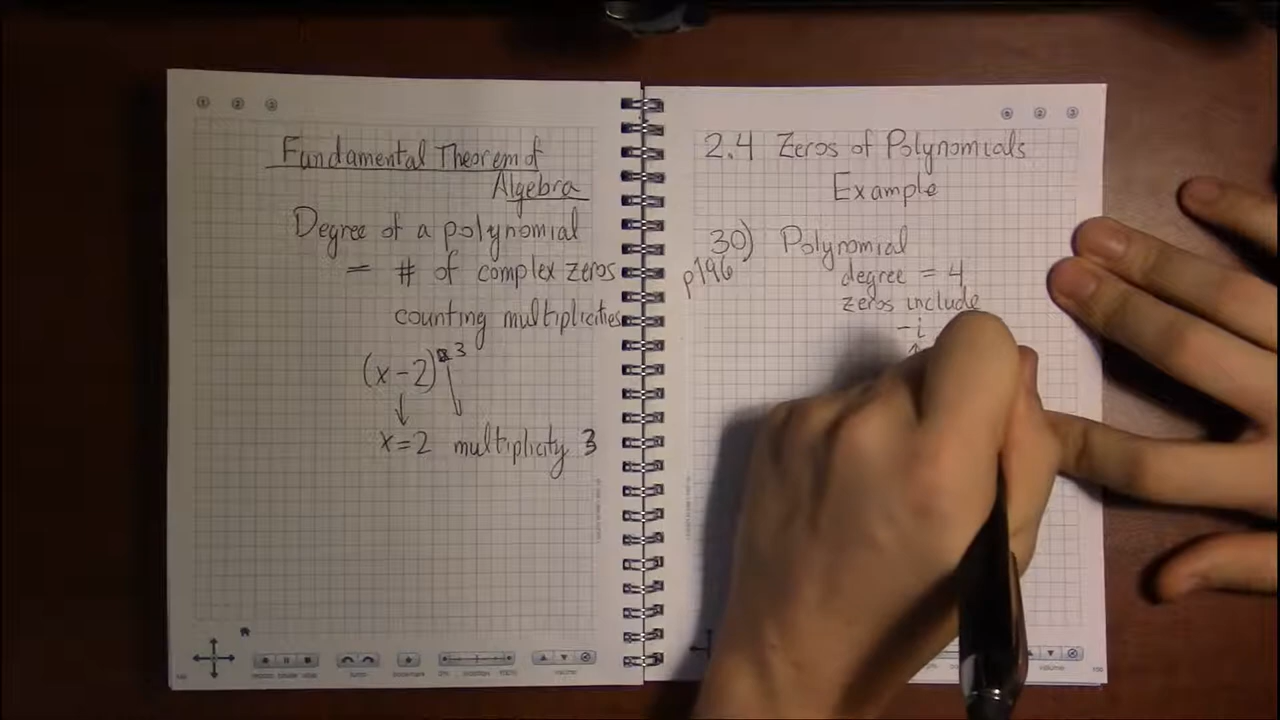 Fundamental Theorem of
Algebra
Degree of a polynomial
= # of complex zeros
counting multiplicities
(x-2)³
x=2 multiplicity 3
2.4 Zeros of Polynomials
Example
30) Polynomial
p196
degree = 4
zeros include
-i